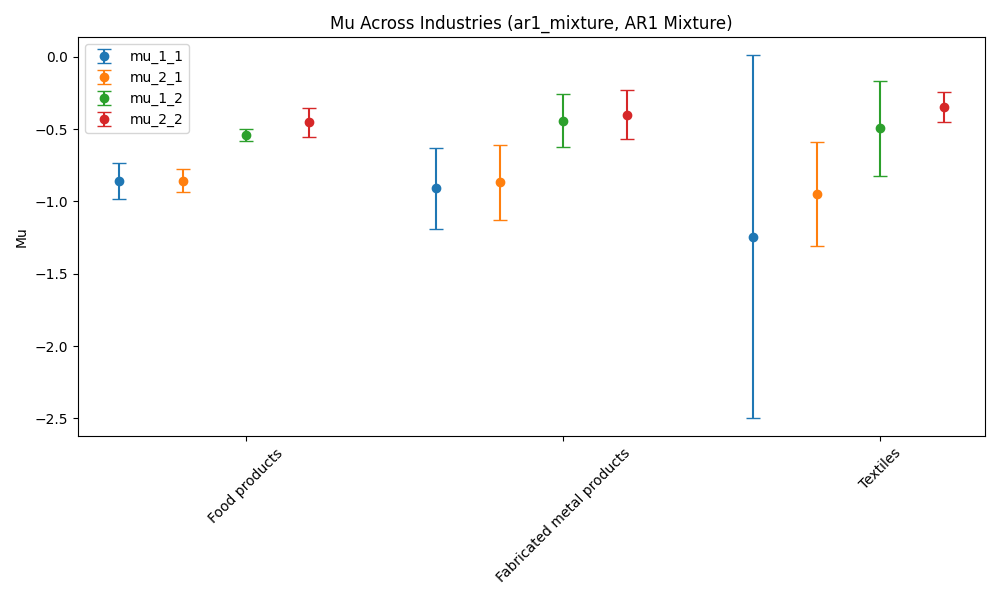 Mu Across Industries (ar1_mixture, AR1 Mixture)
mu_1_1
mu_2_1
mu_1_2
mu_2_2
Mu
0.0
−0.5
−1.0
−1.5
−2.0
−2.5
Food products
Fabricated metal products
Textiles